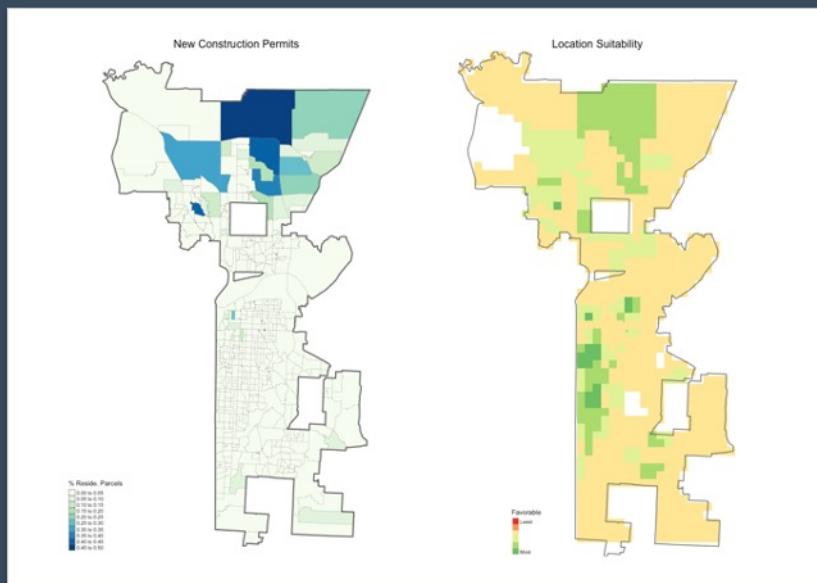 New Construction Permits
Location Suitability
% Reside. Parcels
0.00 to 0.05
0.05 to 0.10
0.10 to 0.15
0.15 to 0.20
0.20 to 0.25
0.25 to 0.30
0.30 to 0.35
0.35 to 0.40
0.40 to 0.45
0.45 to 0.50
Favorable
Least
Most